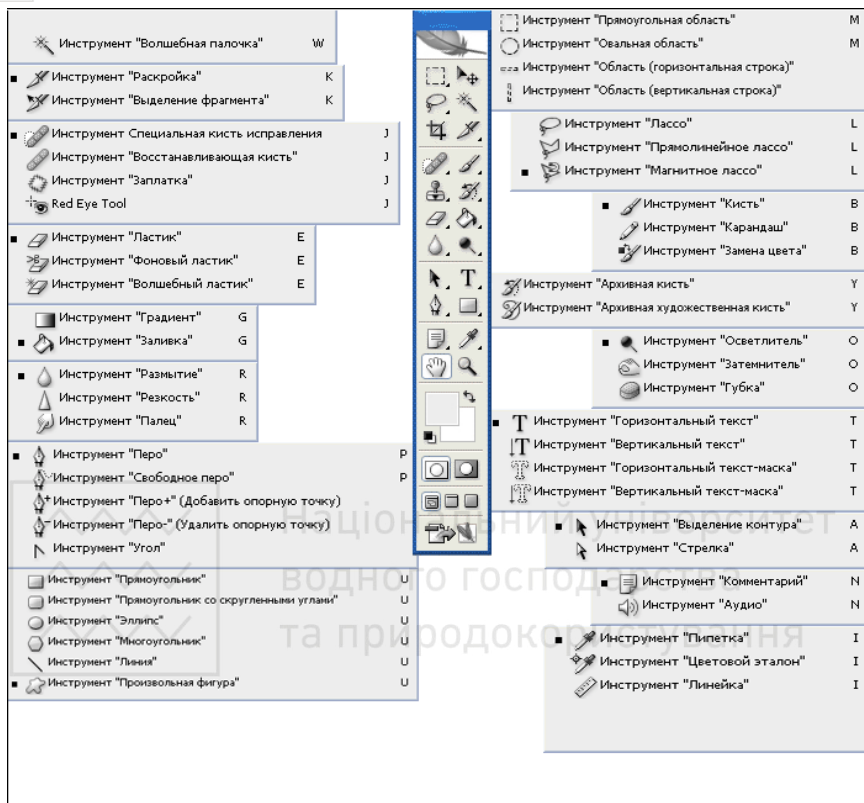 Инструмент "Волшебная палочка" W
Инструмент "Раскройка" K
Инструмент "Выделение фрагмента" K
Инструмент Специальная кисть исправления J
Инструмент "Восстанавливающая кисть" J
Инструмент "Заплатка" J
Red Eye Tool J
Инструмент "Ластик" E
Инструмент "Фоновый ластик" E
Инструмент "Волшебный ластик" E
Инструмент "Градиент" G
Инструмент "Заливка" G
Инструмент "Размытие" R
Инструмент "Резкость" R
Инструмент "Палец" R
Инструмент "Перо" P
Инструмент "Свободное перо" P
Инструмент "Перо+" (Добавить опорную точку)
Инструмент "Перо-" (Удалить опорную точку)
Инструмент "Угол"
Инструмент "Прямоугольник" U
Инструмент "Прямоугольник со скругленными углами" U
Инструмент "Эллипс" U
Инструмент "Многоугольник" U
Инструмент "Линия" U
Инструмент "Произвольная фигура" U
Инструмент "Прямоугольная область" M
Инструмент "Овальная область" M
Инструмент "Область (горизонтальная строка)"
Инструмент "Область (вертикальная строка)"
Инструмент "Лассо" L
Инструмент "Прямолинейное лассо" L
Инструмент "Магнитное лассо" L
Инструмент "Кисть" B
Инструмент "Карандаш" B
Инструмент "Замена цвета" B
Инструмент "Архивная кисть" Y
Инструмент "Архивная художественная кисть" Y
Инструмент "Осветлитель" O
Инструмент "Затемнитель" O
Инструмент "Губка" O
Инструмент "Горизонтальный текст" T
Инструмент "Вертикальный текст" T
Инструмент "Горизонтальный текст-маска" T
Инструмент "Вертикальный текст-маска" T
Инструмент "Выделение контура" A
Инструмент "Стрелка" A
Инструмент "Комментарий" N
Инструмент "Аудио" N
Инструмент "Пипетка" I
Инструмент "Цветовой эталон" I
Инструмент "Линейка" I
Національний університет
водного господарства
та природокористування